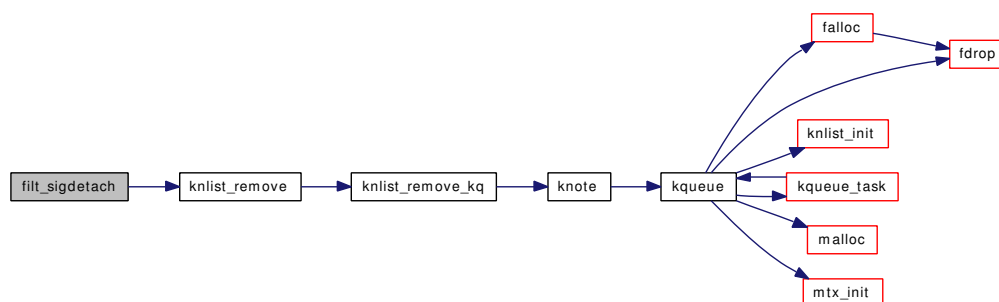 falloc
fdrop
knlist_init
filt_sigdetach
knlist_remove
knlist_remove_kq
knote
kqueue
kqueue_task
malloc
mtx_init